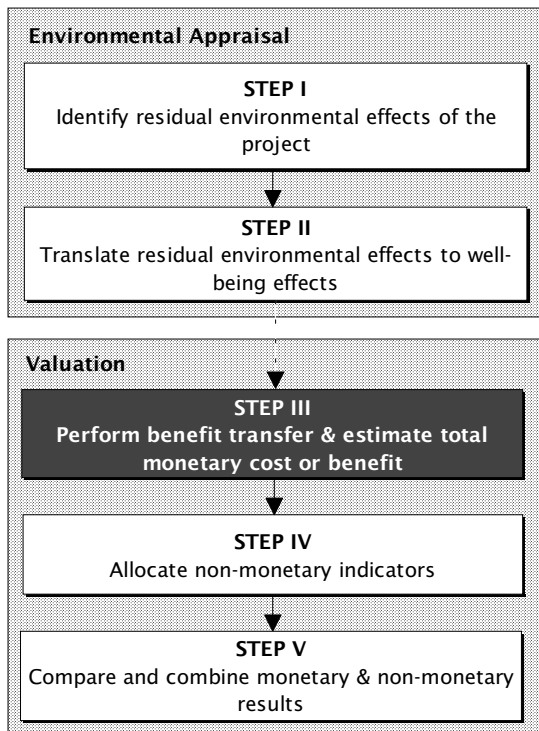 Environmental Appraisal
STEP I
Identify residual environmental effects of the
project
STEP II
Translate residual environmental effects to well-
being effects
Valuation
STEP III
Perform benefit transfer & estimate total
monetary cost or benefit
STEP IV
Allocate non-monetary indicators
STEP V
Compare and combine monetary & non-monetary
results